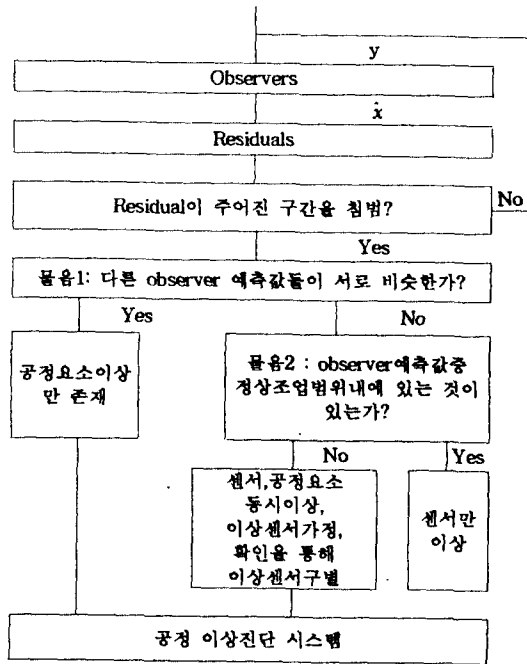 y
Observers
x̂
Residuals
Residual이 주어진 구간을 침범?
No
Yes
물음1: 다른 observer 예측값들이 서로 비슷한가?
Yes
No
공정요소이상
만 존재
물음2 : observer예측값중
정상조업범위내에 있는 것이
있는가?
No
Yes
센서,공정요소
동시이상,
이상센서가정,
확인을 통해
이상센서구별
센서만
이상
공정 이상진단 시스템